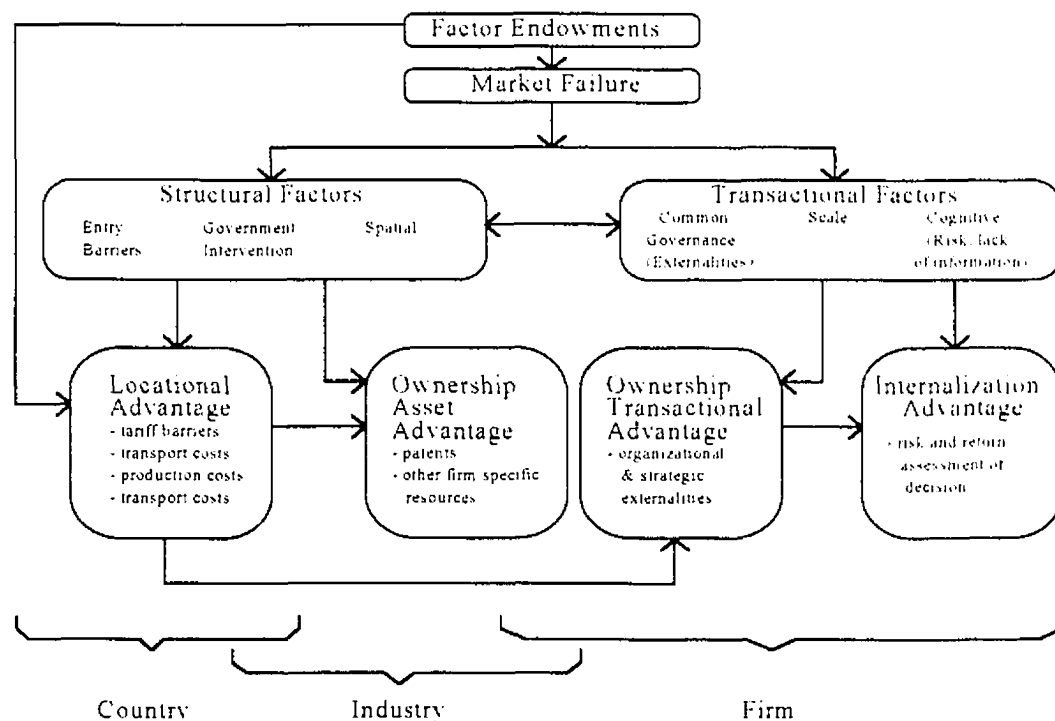 Factor Endowments
Market Failure
Structural Factors
Entry
Barriers
Government
Intervention
Spatial
Transactional Factors
Common
Governance
(Externalities)
Scale
Cognitive
(Risk, lack
of information)
Locational
Advantage
- tariff barriers
- transport costs
- production costs
- transport costs
Ownership
Asset
Advantage
- patents
- other firm specific
resources
Ownership
Transactional
Advantage
- organizational
& strategic
externalities
Internalization
Advantage
- risk and return
assessment of
decision
Country
Industry
Firm